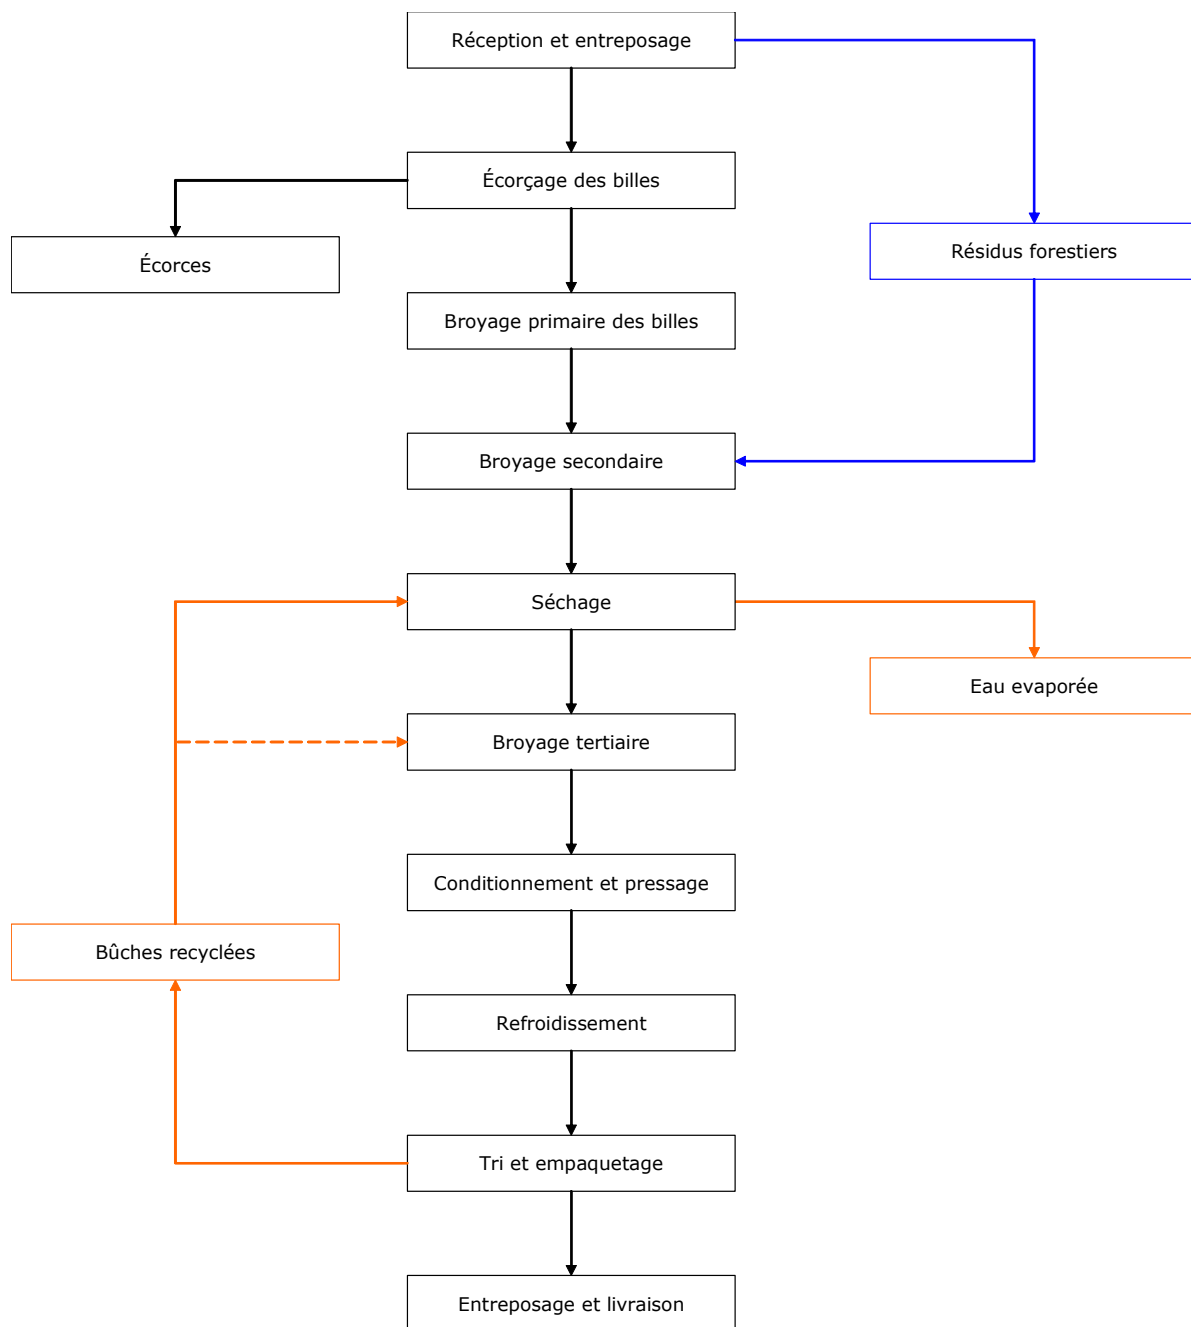 Réception et entreposage
Écorçage des billes
Écorces
Résidus forestiers
Broyage primaire des billes
Broyage secondaire
Séchage
Eau evaporée
Broyage tertiaire
Conditionnement et pressage
Bûches recyclées
Refroidissement
Tri et empaquetage
Entreposage et livraison